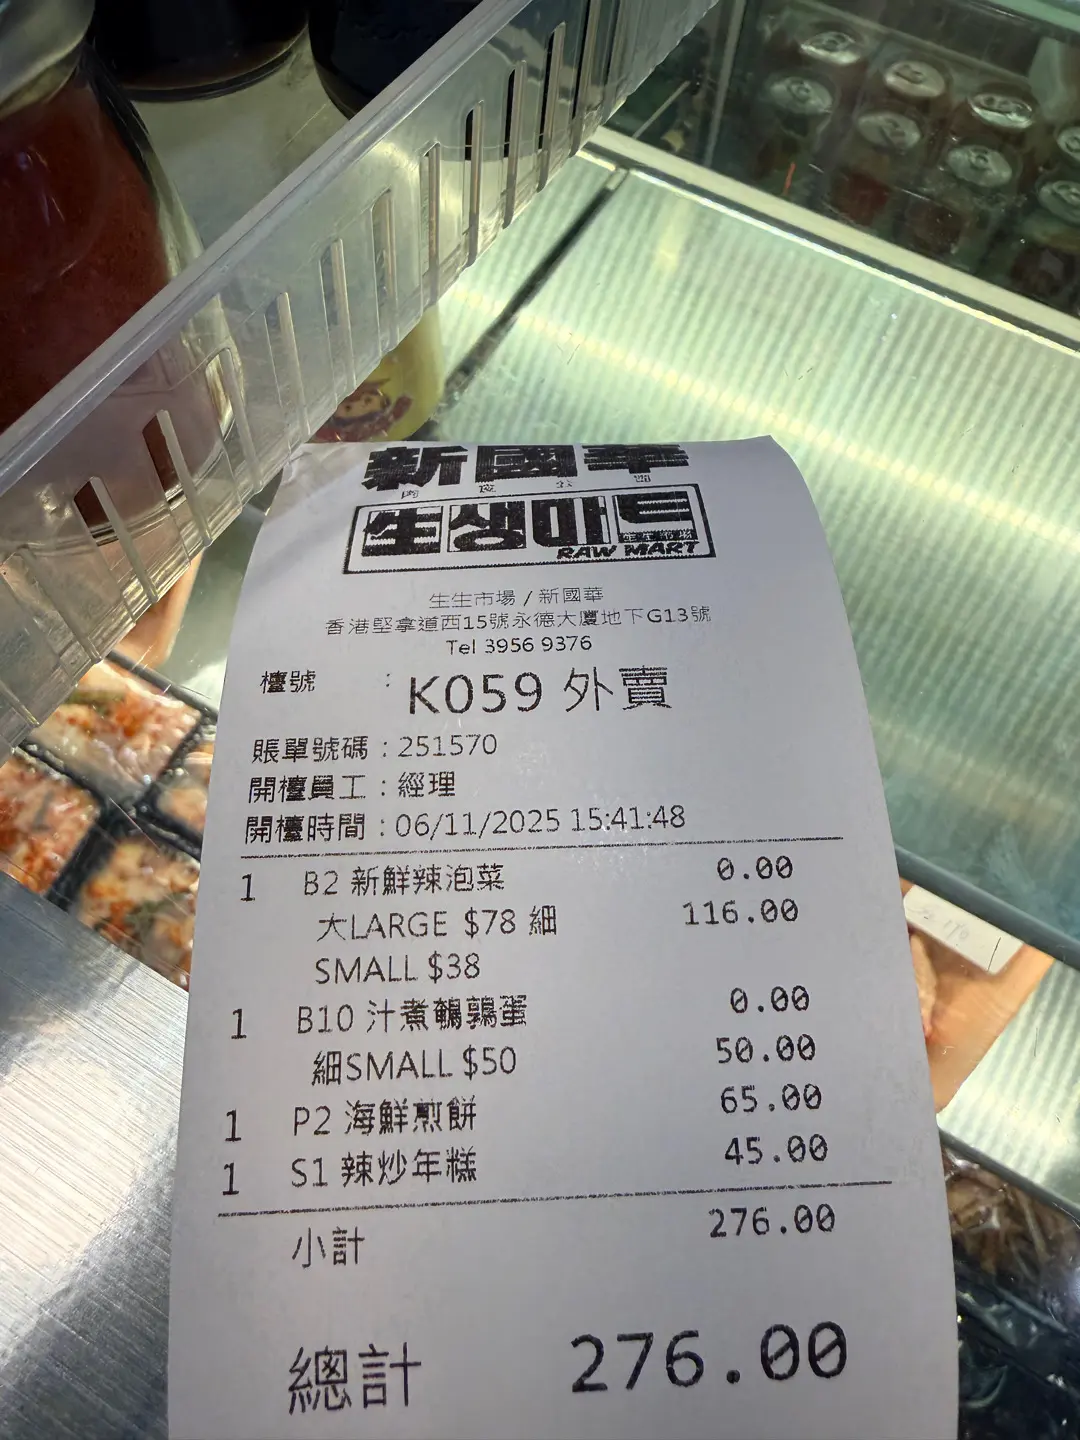 新國華
生생마트
RAW MART
生生市場 / 新國華
香港堅拿道西15號永德大廈地下G13號
Tel 3956 9376
檯號 : K059 外賣
賬單號碼 : 251570
開檯員工 : 經理
開檯時間 : 06/11/2025 15:41:48
1 B2 新鮮辣泡菜 0.00
大LARGE $78 細 116.00
SMALL $38
1 B10 汁煮鵪鶉蛋 0.00
細SMALL $50 50.00
1 P2 海鮮煎餅 65.00
1 S1 辣炒年糕 45.00
小計 276.00
總計 276.00